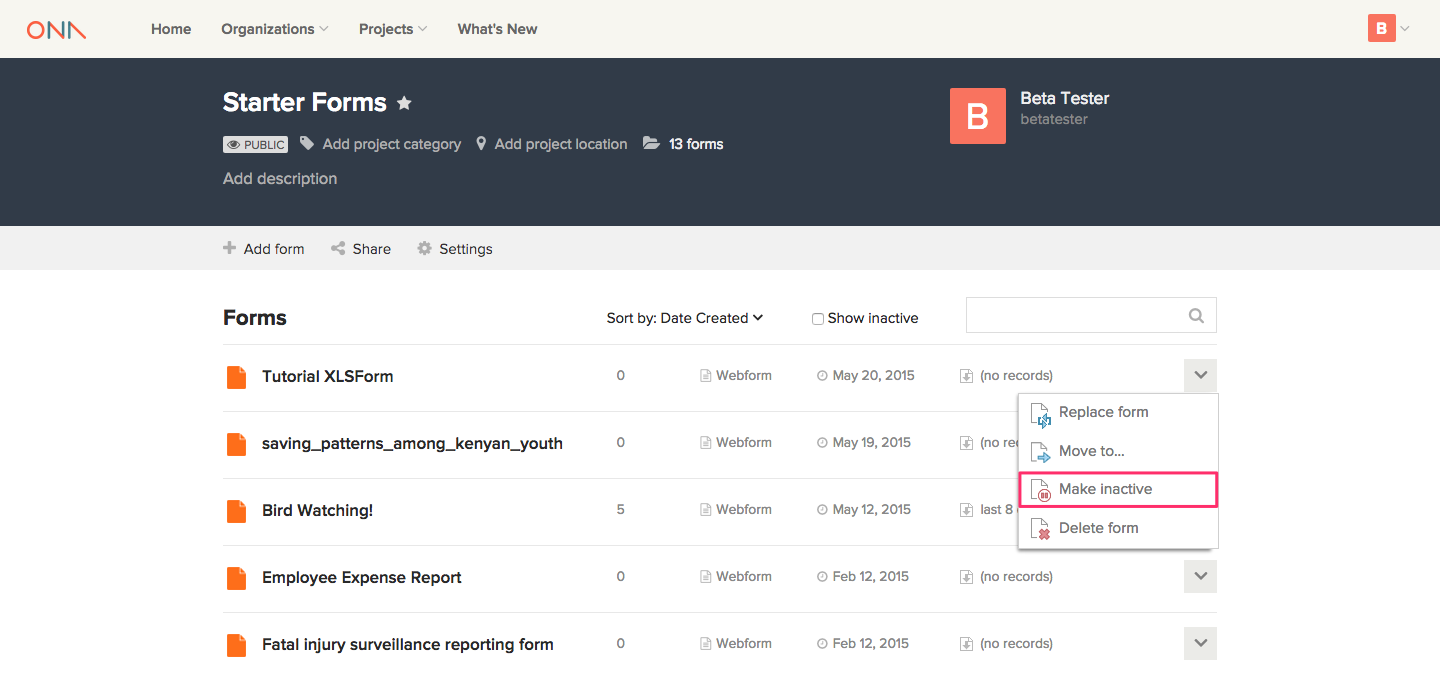 ONA Home Organizations Projects What's New B
Starter Forms
B
Beta Tester
betatester
PUBLIC Add project category Add project location 13 forms
Add description
Add form Share Settings
Forms Sort by: Date Created Show inactive
Tutorial XLSForm 0 Webform May 20, 2015 (no records)
Replace form
Move to...
Make inactive
Delete form
saving_patterns_among_kenyan_youth 0 Webform May 19, 2015 (no rec
Bird Watching! 5 Webform May 12, 2015 last 8
Employee Expense Report 0 Webform Feb 12, 2015 (no records)
Fatal injury surveillance reporting form 0 Webform Feb 12, 2015 (no records)